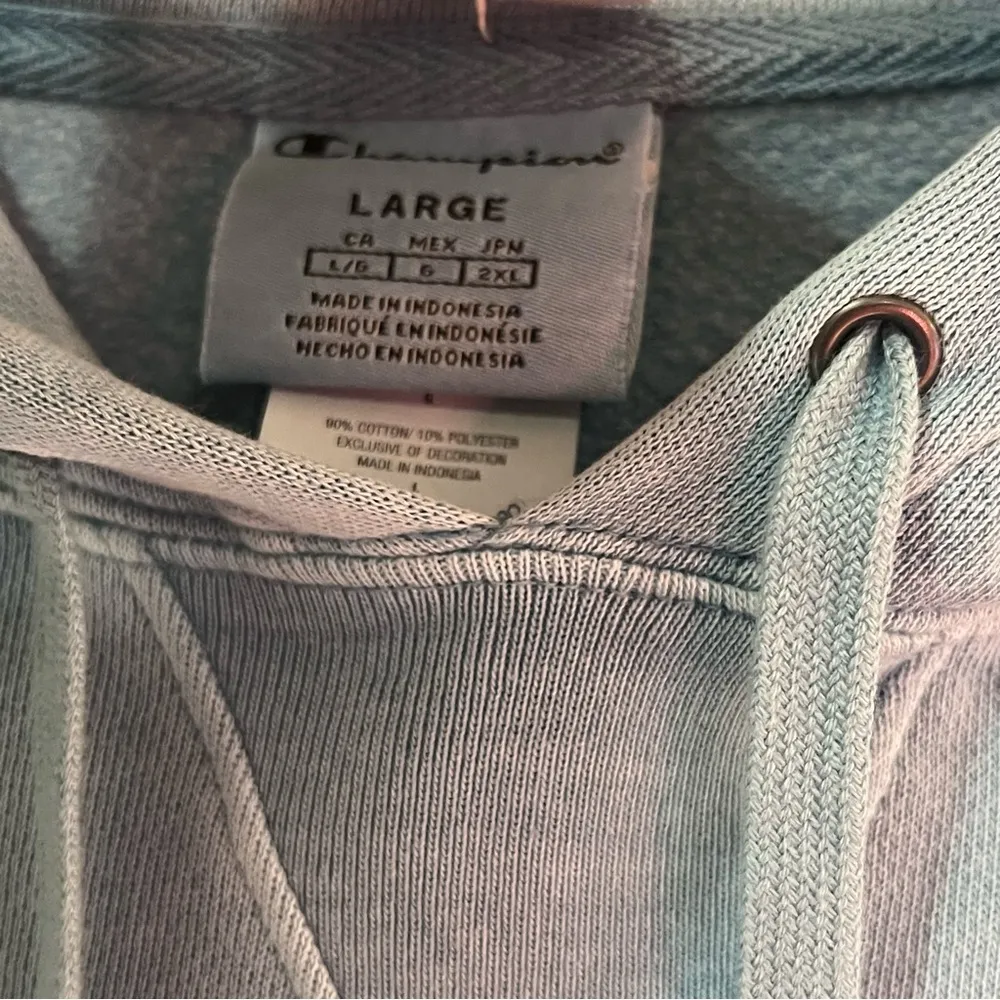 Champion®
LARGE
CA MEX JPN
L/G G 2XL
MADE IN INDONESIA
FABRIQUÉ EN INDONÉSIE
HECHO EN INDONESIA
90% COTTON/ 10% POLYESTER
EXCLUSIVE OF DECORATION
MADE IN INDONESIA
L